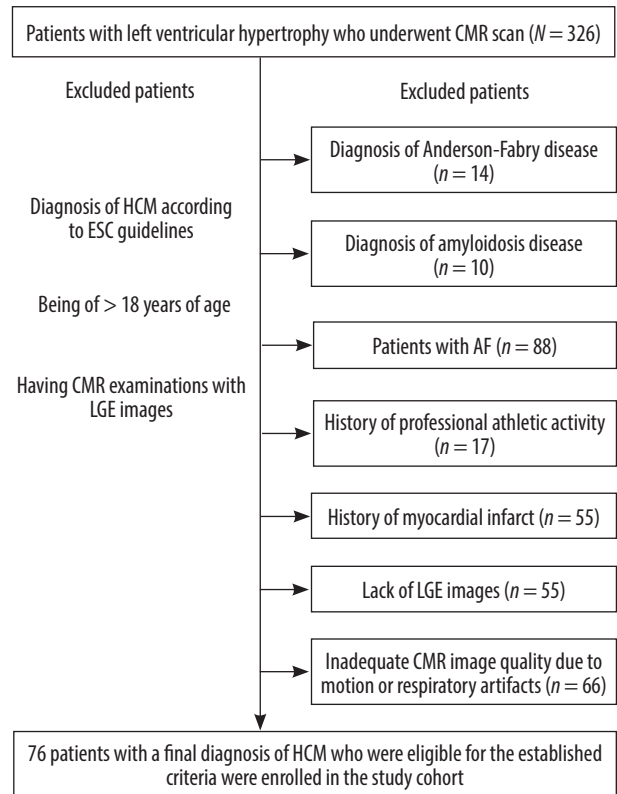 Patients with left ventricular hypertrophy who underwent CMR scan (N = 326)
Excluded patients
Excluded patients
Diagnosis of Anderson-Fabry disease
(n = 14)
Diagnosis of HCM according
to ESC guidelines
Diagnosis of amyloidosis disease
(n = 10)
Being of > 18 years of age
Patients with AF (n = 88)
Having CMR examinations with
LGE images
History of professional athletic activity
(n = 17)
History of myocardial infarct (n = 55)
Lack of LGE images (n = 55)
Inadequate CMR image quality due to
motion or respiratory artifacts (n = 66)
76 patients with a final diagnosis of HCM who were eligible for the established
criteria were enrolled in the study cohort